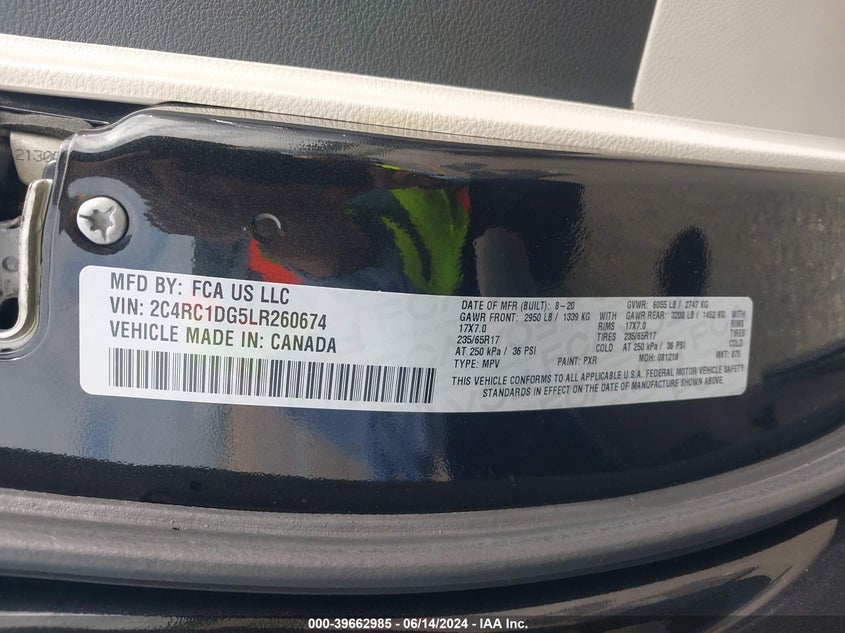 2130
MFD BY: FCA US LLC
VIN: 2C4RC1DG5LR260674
VEHICLE MADE IN: CANADA
DATE OF MFR (BUILT): 8-20 GVWR: 6055 LB / 2747 KG
GAWR FRONT: 2950 LB / 1339 KG WITH GAWR REAR: 3200 LB / 1452 KG WITH
17X7.0 RIMS 17X7.0 RIMS
235/65R17 TIRES 235/65R17 TIRES
AT 250 kPa / 36 PSI COLD AT 250 kPa / 36 PSI COLD
TYPE: MPV PAINT: PXR MDH: 081218 MKT: 075
THIS VEHICLE CONFORMS TO ALL APPLICABLE U.S.A. FEDERAL MOTOR VEHICLE SAFETY
STANDARDS IN EFFECT ON THE DATE OF MANUFACTURE SHOWN ABOVE.
000-39662985 - 06/14/2024 - IAA Inc.